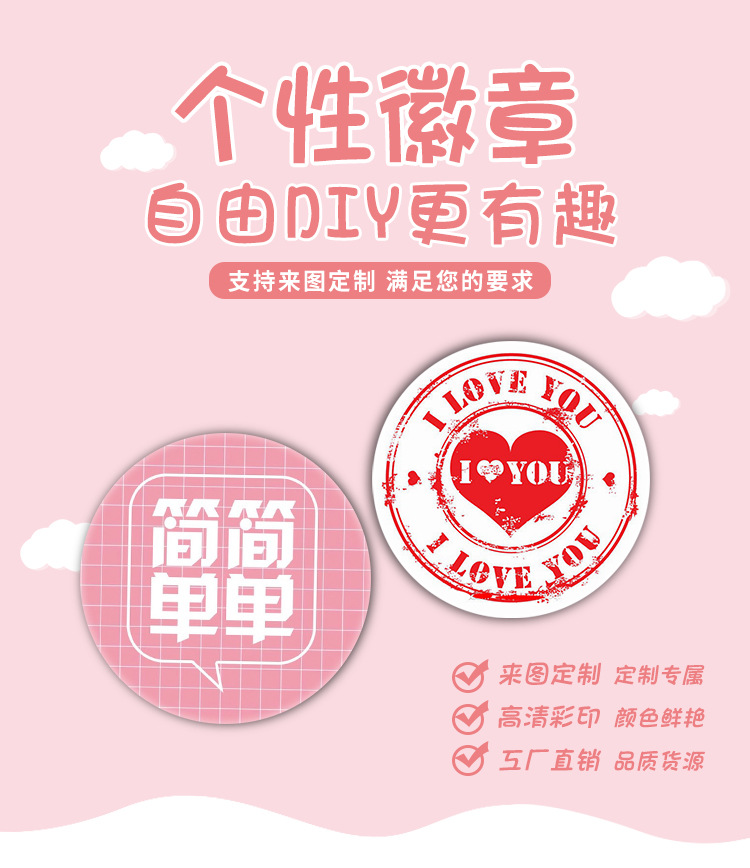 个性徽章
自由DIY更有趣
支持来图定制 满足您的要求
I LOVE YOU
I YOU
I LOVE YOU
简简
单单
来图定制 定制专属
高清彩印 颜色鲜艳
工厂直销 品质货源